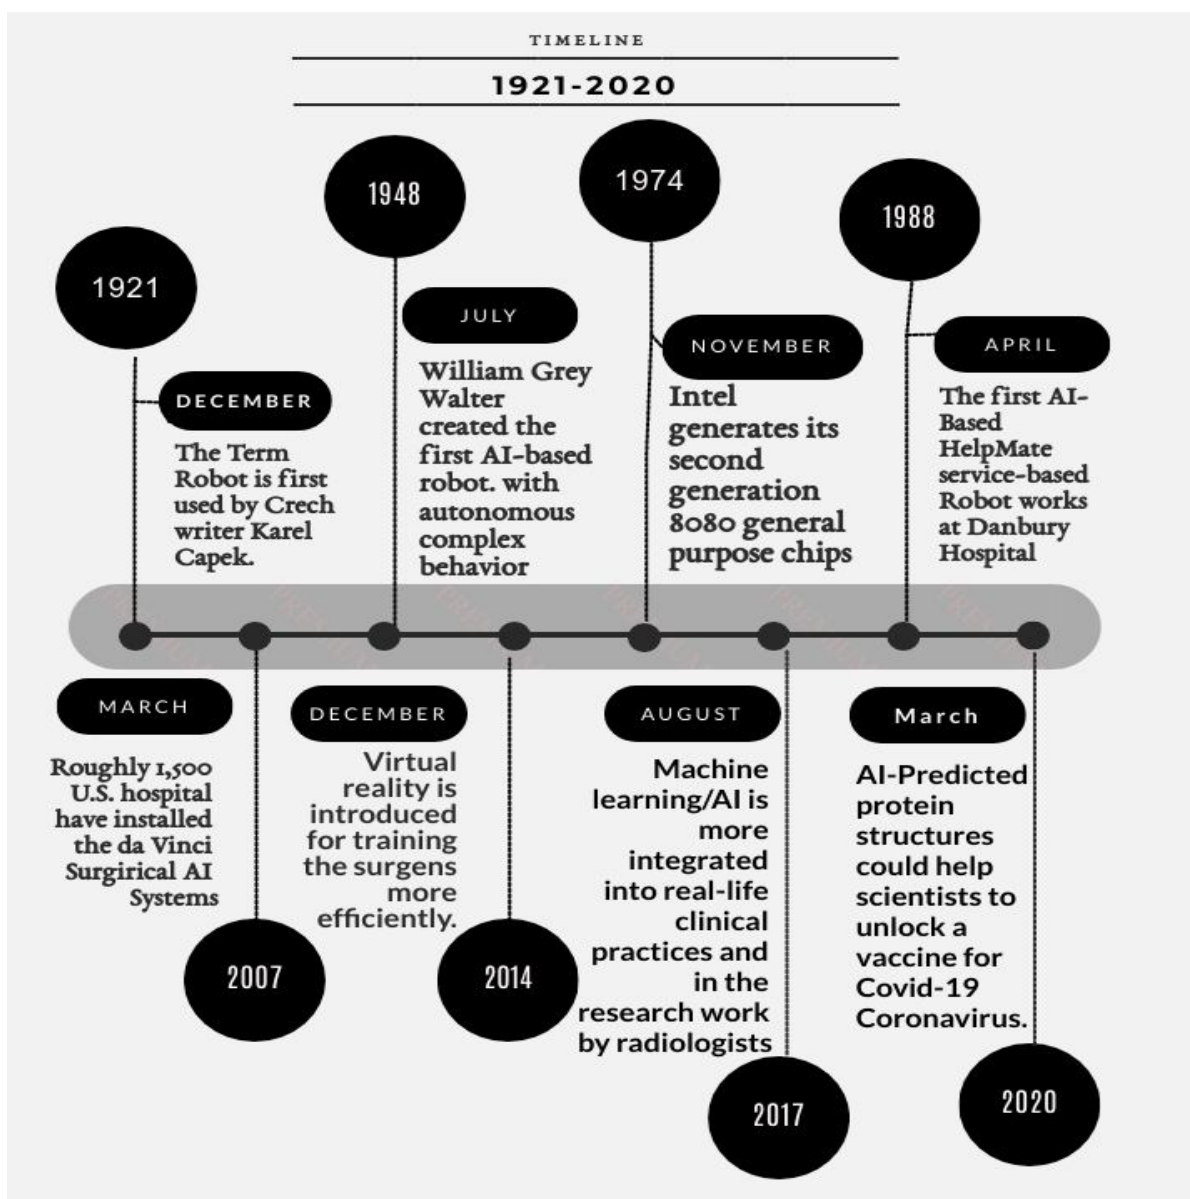 TIMELINE
1921-2020
1921
DECEMBER
The Term
Robot is first
used by Crech
writer Karel
Capek.
1948
JULY
William Grey
Walter
created the
first AI-based
robot. with
autonomous
complex
behavior
1974
NOVEMBER
Intel
generates its
second
generation
8080 general
purpose chips
1988
APRIL
The first AI-
Based
HelpMate
service-based
Robot works
at Danbury
Hospital
MARCH
Roughly 1,500
U.S. hospital
have installed
the da Vinci
Surgirical AI
Systems
2007
DECEMBER
Virtual
reality is
introduced
for training
the surgens
more
efficiently.
2014
AUGUST
Machine
learning/AI is
more
integrated
into real-life
clinical
practices and
in the
research work
by radiologists
2017
March
AI-Predicted
protein
structures
could help
scientists to
unlock a
vaccine for
Covid-19
Coronavirus.
2020